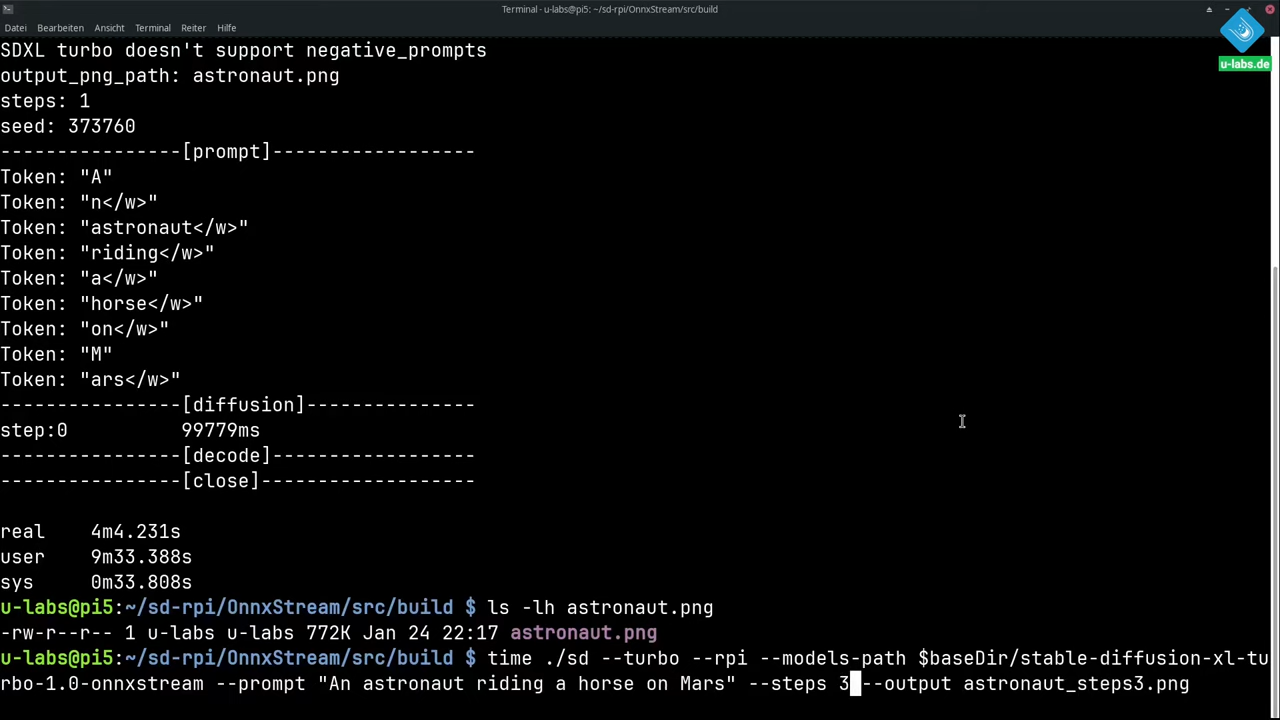 Terminal - u-labs@pi5: ~/sd-rpi/OnnxStream/src/build
Datei Bearbeiten Ansicht Terminal Reiter Hilfe
u-labs.de
SDXL turbo doesn't support negative_prompts
output_png_path: astronaut.png
steps: 1
seed: 373760
----------------[prompt]------------------
Token: "A"
Token: "n</w>"
Token: "astronaut</w>"
Token: "riding</w>"
Token: "a</w>"
Token: "horse</w>"
Token: "on</w>"
Token: "M"
Token: "ars</w>"
----------------[diffusion]---------------
step:0          99779ms
----------------[decode]------------------
----------------[close]-------------------
real    4m4.231s
user    9m33.388s
sys     0m33.808s
u-labs@pi5:~/sd-rpi/OnnxStream/src/build $ ls -lh astronaut.png
-rw-r--r-- 1 u-labs u-labs 772K Jan 24 22:17 astronaut.png
u-labs@pi5:~/sd-rpi/OnnxStream/src/build $ time ./sd --turbo --rpi --models-path $baseDir/stable-diffusion-xl-tu
rbo-1.0-onnxstream --prompt "An astronaut riding a horse on Mars" --steps 3 --output astronaut_steps3.png